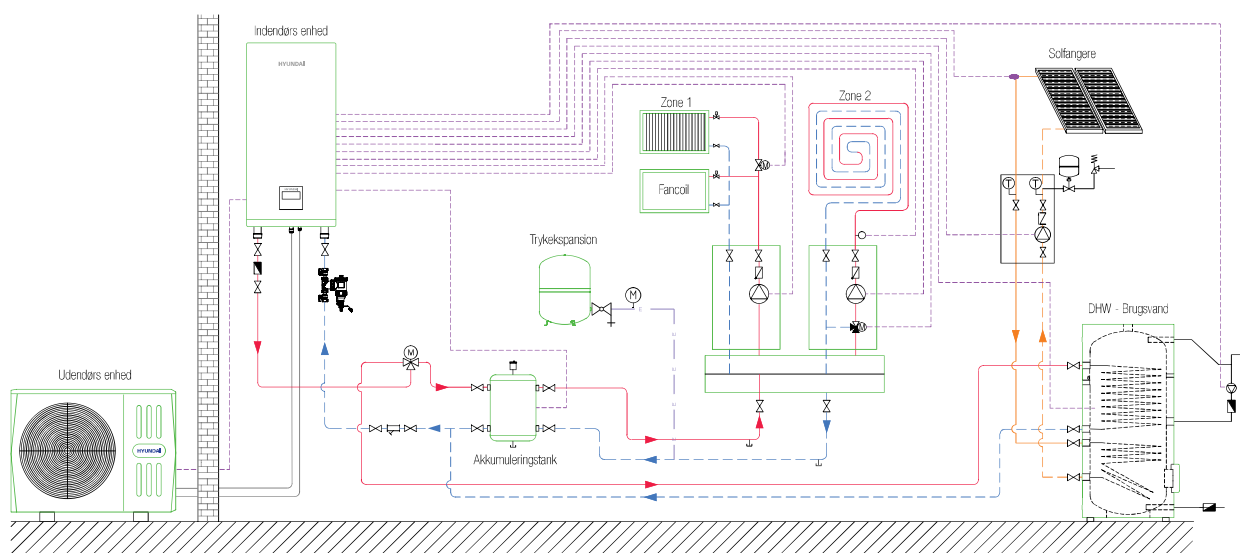 Indendørs enhed
HYUNDAI
Solfangere
Zone 1
Zone 2
Fancoil
T
T
Trykekspansion
M
DHW - Brugsvand
M
Udendørs enhed
HYUNDAI
Akkumuleringstank